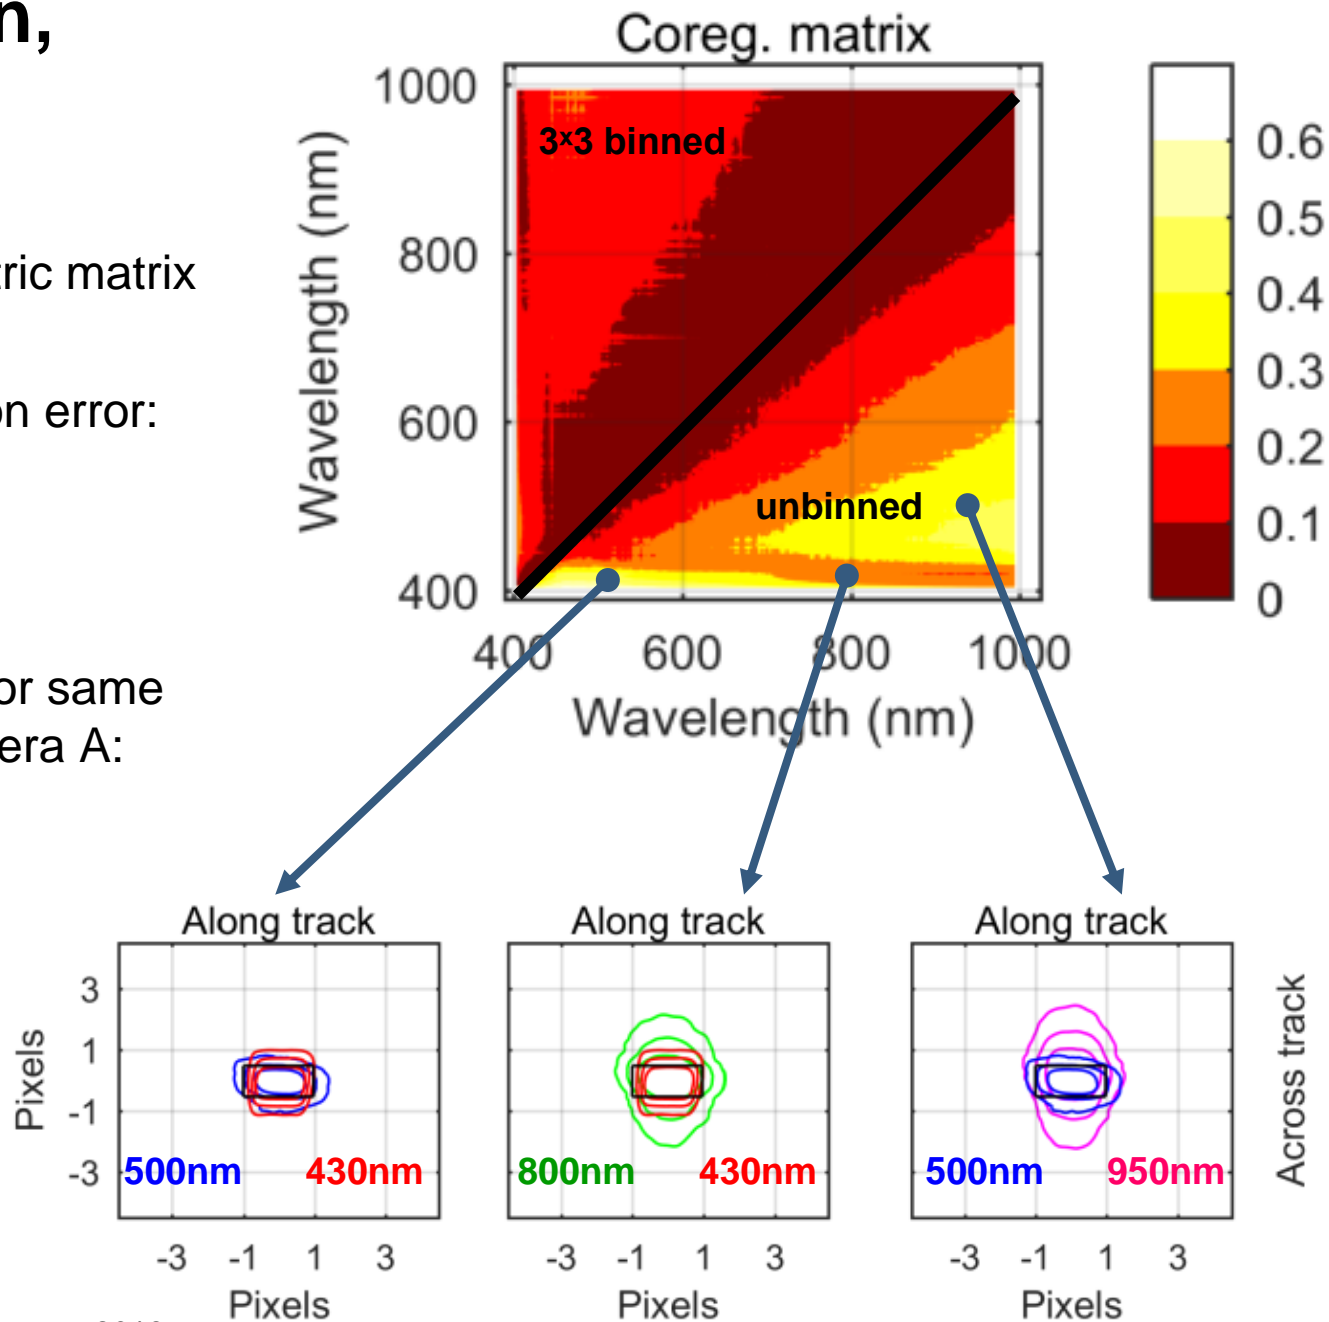 n,
Coreg. matrix
1000
800
600
400
Wavelength (nm)
3x3 binned
unbinned
400 600 800 1000
Wavelength (nm)
0.6
0.5
0.4
0.3
0.2
0.1
0
tric matrix
on error:
or same
era A:
Along track
Along track
Along track
Pixels
3
1
-1
-3
500nm 430nm
800nm 430nm
500nm 950nm
Across track
-3 -1 1 3
-3 -1 1 3
-3 -1 1 3
Pixels
Pixels
Pixels